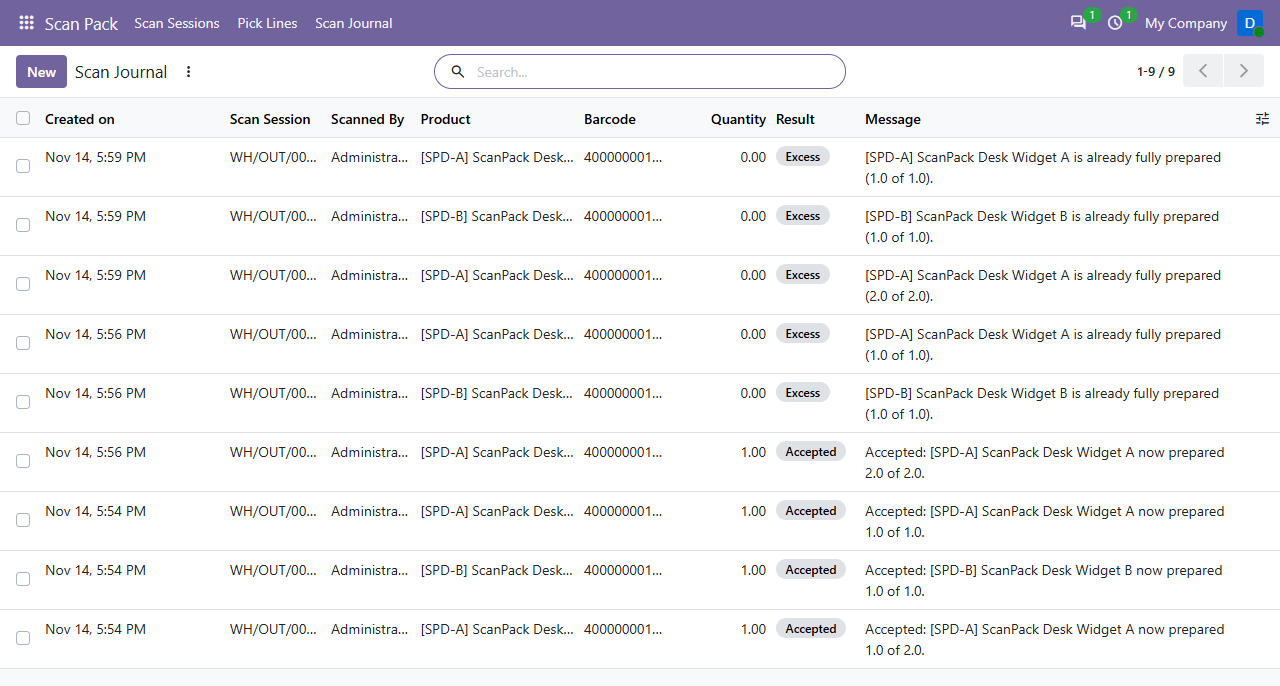 Scan Pack Scan Sessions Pick Lines Scan Journal 1 1 My Company D
New Scan Journal Search... 1-9 / 9
Created on Scan Session Scanned By Product Barcode Quantity Result Message
Nov 14, 5:59 PM WH/OUT/00... Administra... [SPD-A] ScanPack Desk... 400000001... 0.00 Excess [SPD-A] ScanPack Desk Widget A is already fully prepared
(1.0 of 1.0).
Nov 14, 5:59 PM WH/OUT/00... Administra... [SPD-B] ScanPack Desk... 400000001... 0.00 Excess [SPD-B] ScanPack Desk Widget B is already fully prepared
(1.0 of 1.0).
Nov 14, 5:59 PM WH/OUT/00... Administra... [SPD-A] ScanPack Desk... 400000001... 0.00 Excess [SPD-A] ScanPack Desk Widget A is already fully prepared
(2.0 of 2.0).
Nov 14, 5:56 PM WH/OUT/00... Administra... [SPD-A] ScanPack Desk... 400000001... 0.00 Excess [SPD-A] ScanPack Desk Widget A is already fully prepared
(1.0 of 1.0).
Nov 14, 5:56 PM WH/OUT/00... Administra... [SPD-B] ScanPack Desk... 400000001... 0.00 Excess [SPD-B] ScanPack Desk Widget B is already fully prepared
(1.0 of 1.0).
Nov 14, 5:56 PM WH/OUT/00... Administra... [SPD-A] ScanPack Desk... 400000001... 1.00 Accepted Accepted: [SPD-A] ScanPack Desk Widget A now prepared
2.0 of 2.0.
Nov 14, 5:54 PM WH/OUT/00... Administra... [SPD-A] ScanPack Desk... 400000001... 1.00 Accepted Accepted: [SPD-A] ScanPack Desk Widget A now prepared
1.0 of 1.0.
Nov 14, 5:54 PM WH/OUT/00... Administra... [SPD-B] ScanPack Desk... 400000001... 1.00 Accepted Accepted: [SPD-B] ScanPack Desk Widget B now prepared
1.0 of 1.0.
Nov 14, 5:54 PM WH/OUT/00... Administra... [SPD-A] ScanPack Desk... 400000001... 1.00 Accepted Accepted: [SPD-A] ScanPack Desk Widget A now prepared
1.0 of 2.0.